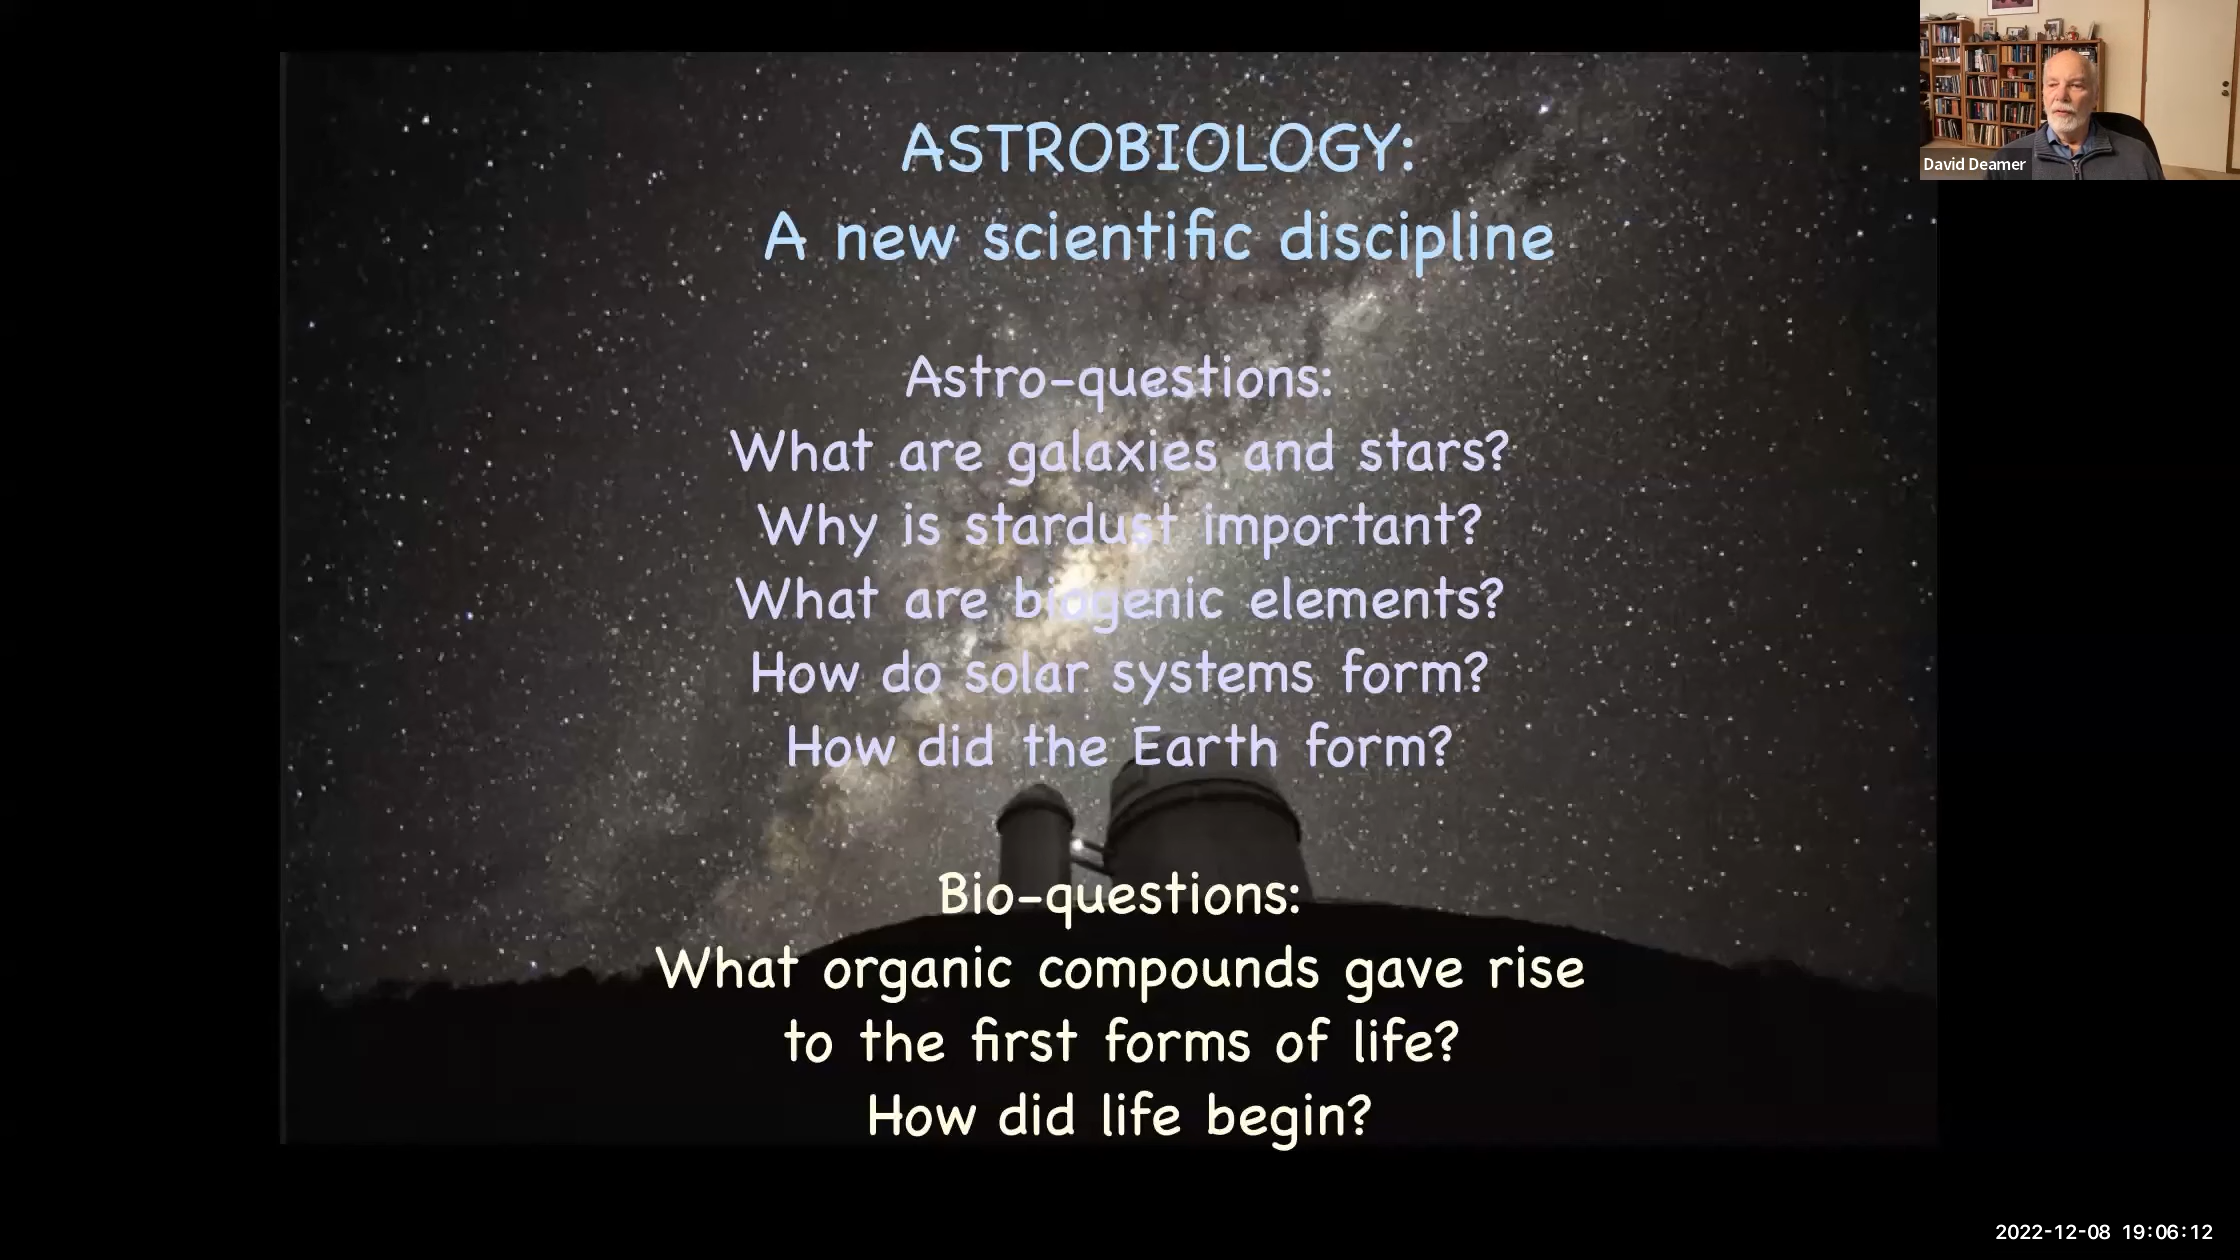 ASTROBIOLOGY:
A new scientific discipline
Astro-questions:
What are galaxies and stars?
Why is stardust important?
What are biogenic elements?
How do solar systems form?
How did the Earth form?
Bio-questions:
What organic compounds gave rise
to the first forms of life?
How did life begin?
David Deamer
2022-12-08 19:06:12